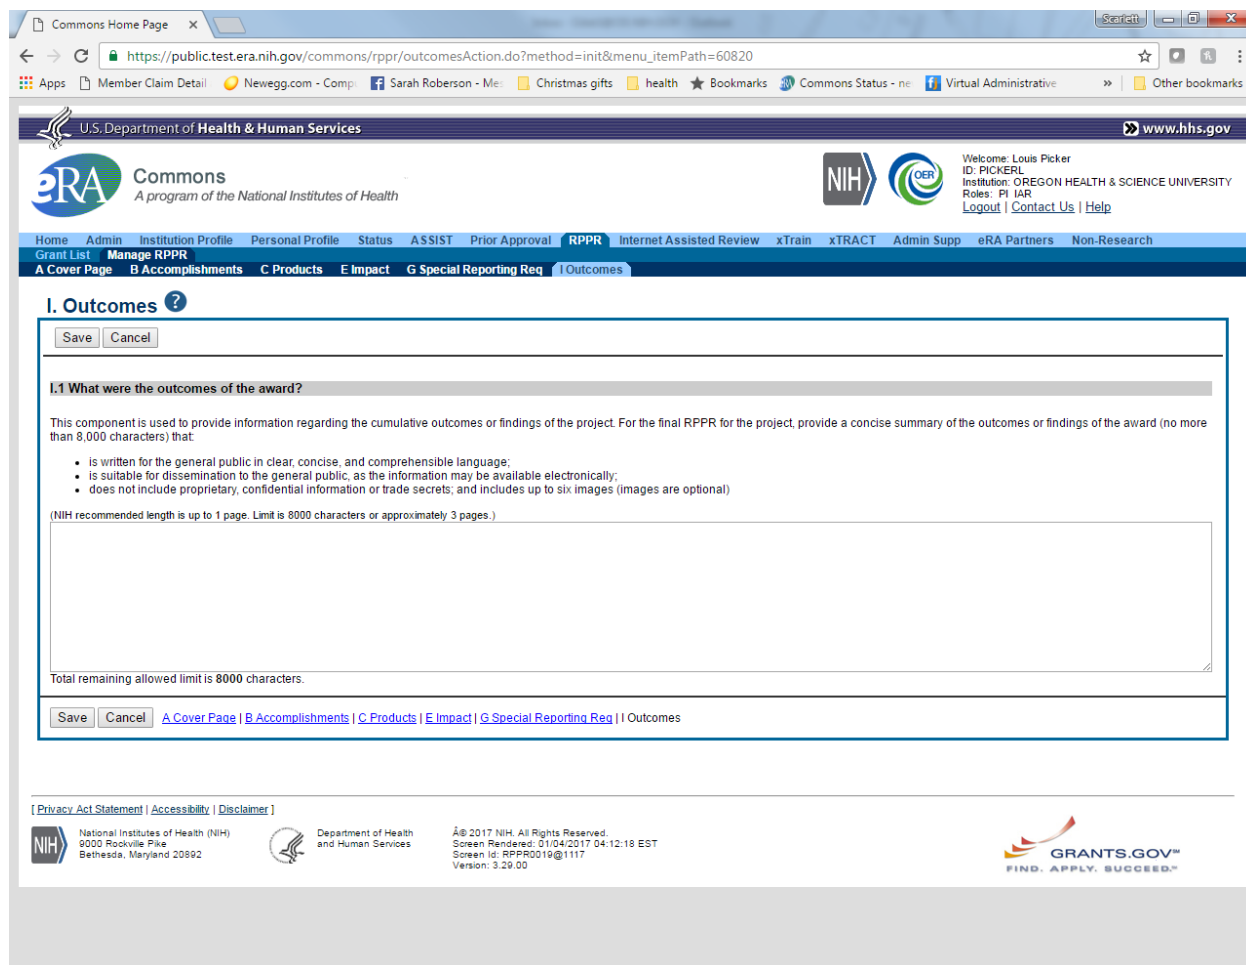 Commons Home Page
Scarlett
https://public.test.era.nih.gov/commons/rppr/outcomesAction.do?method=init&menu_itemPath=60820
Apps Member Claim Detail Newegg.com - Comp Sarah Roberson - Mes Christmas gifts health Bookmarks Commons Status - ne Virtual Administrative » Other bookmarks
U.S. Department of Health & Human Services www.hhs.gov
eRA Commons
A program of the National Institutes of Health
NIH OER
Welcome: Louis Picker
ID: PICKERL
Institution: OREGON HEALTH & SCIENCE UNIVERSITY
Roles: PI IAR
Logout | Contact Us | Help
Home Admin Institution Profile Personal Profile Status ASSIST Prior Approval RPPR Internet Assisted Review xTrain xTRACT Admin Supp eRA Partners Non-Research
Grant List Manage RPPR
A Cover Page B Accomplishments C Products E Impact G Special Reporting Req I Outcomes
I. Outcomes ?
Save Cancel
I.1 What were the outcomes of the award?
This component is used to provide information regarding the cumulative outcomes or findings of the project. For the final RPPR for the project, provide a concise summary of the outcomes or findings of the award (no more
than 8,000 characters) that:
• is written for the general public in clear, concise, and comprehensible language;
• is suitable for dissemination to the general public, as the information may be available electronically;
• does not include proprietary, confidential information or trade secrets; and includes up to six images (images are optional)
(NIH recommended length is up to 1 page. Limit is 8000 characters or approximately 3 pages.)
Total remaining allowed limit is 8000 characters.
Save Cancel A Cover Page | B Accomplishments | C Products | E Impact | G Special Reporting Req | I Outcomes
[ Privacy Act Statement | Accessibility | Disclaimer ]
NIH
National Institutes of Health (NIH)
9000 Rockville Pike
Bethesda, Maryland 20892
Department of Health
and Human Services
Â® 2017 NIH. All Rights Reserved.
Screen Rendered: 01/04/2017 04:12:18 EST
Screen Id: RPPR0019@1117
Version: 3.29.00
GRANTS.GOV℠
FIND. APPLY. SUCCEED.℠